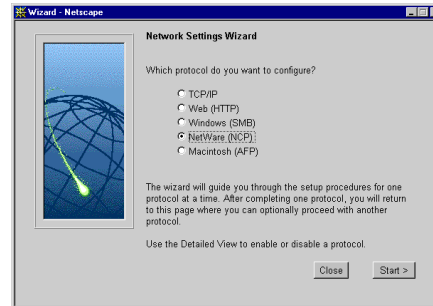 Wizard - Netscape
Network Settings Wizard
Which protocol do you want to configure?
TCP/IP
Web (HTTP)
Windows (SMB)
NetWare (NCP)
Macintosh (AFP)
The wizard will guide you through the setup procedures for one
protocol at a time. After completing one protocol, you will return
to this page where you can optionally proceed with another
protocol.
Use the Detailed View to enable or disable a protocol.
Close
Start >